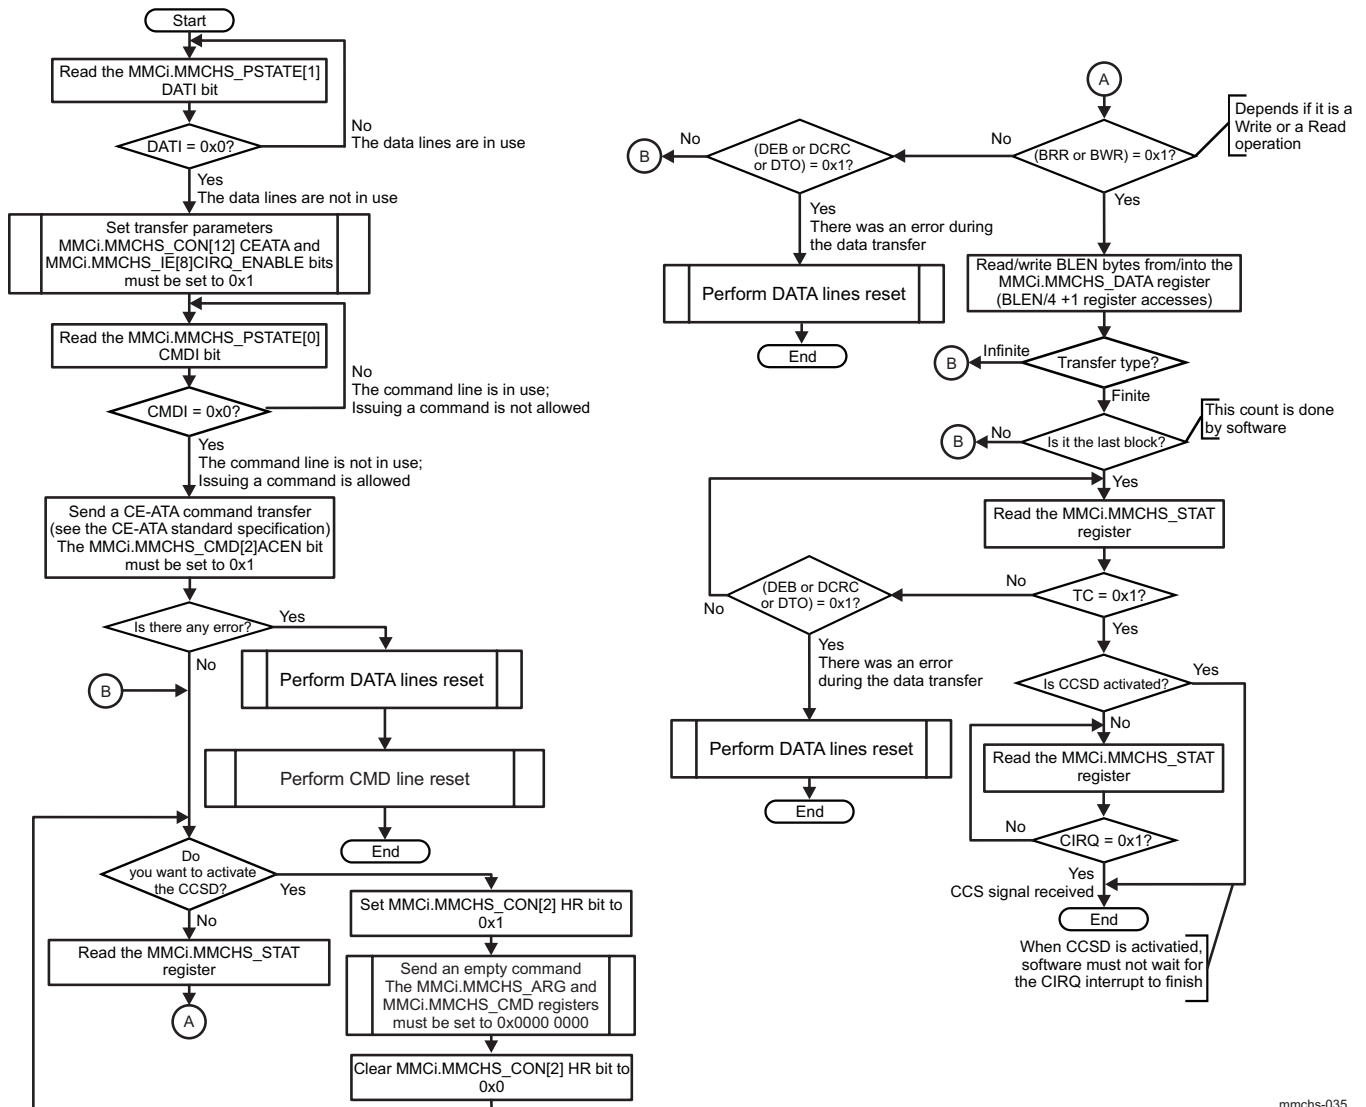 Start
Read the MMCi.MMCHS_PSTATE[1]
DATI bit
No
The data lines are in use
DATI = 0x0?
Yes
The data lines are not in use
Set transfer parameters
MMCi.MMCHS_CON[12] CEATA and
MMCi.MMCHS_IE[8]CIRQ_ENABLE bits
must be set to 0x1
Read the MMCi.MMCHS_PSTATE[0]
CMDI bit
No
The command line is in use;
Issuing a command is not allowed
CMDI = 0x0?
Yes
The command line is not in use;
Issuing a command is allowed
Send a CE-ATA command transfer
(see the CE-ATA standard specification)
The MMCi.MMCHS_CMD[2]ACEN bit
must be set to 0x1
Is there any error?
Yes
No
B
Perform DATA lines reset
Perform CMD line reset
End
Do
you want to activate
the CCSD?
Yes
No
Read the MMCi.MMCHS_STAT
register
A
Set MMCi.MMCHS_CON[2] HR bit to
0x1
Send an empty command
The MMCi.MMCHS_ARG and
MMCi.MMCHS_CMD registers
must be set to 0x0000 0000
Clear MMCi.MMCHS_CON[2] HR bit to
0x0
A
Depends if it is a
Write or a Read
operation
(BRR or BWR) = 0x1?
No
(DEB or DCRC
or DTO) = 0x1?
No
B
Yes
There was an error during
the data transfer
Perform DATA lines reset
End
Yes
Read/write BLEN bytes from/into the
MMCi.MMCHS_DATA register
(BLEN/4 +1 register accesses)
Transfer type?
Infinite
B
Finite
This count is done
by software
Is it the last block?
No
B
Yes
Read the MMCi.MMCHS_STAT
register
TC = 0x1?
No
(DEB or DCRC
or DTO) = 0x1?
No
Yes
There was an error
during the data transfer
Perform DATA lines reset
End
Yes
Is CCSD activated?
Yes
No
Read the MMCi.MMCHS_STAT
register
CIRQ = 0x1?
No
Yes
CCS signal received
End
When CCSD is activatied,
software must not wait for
the CIRQ interrupt to finish
mmchs-035